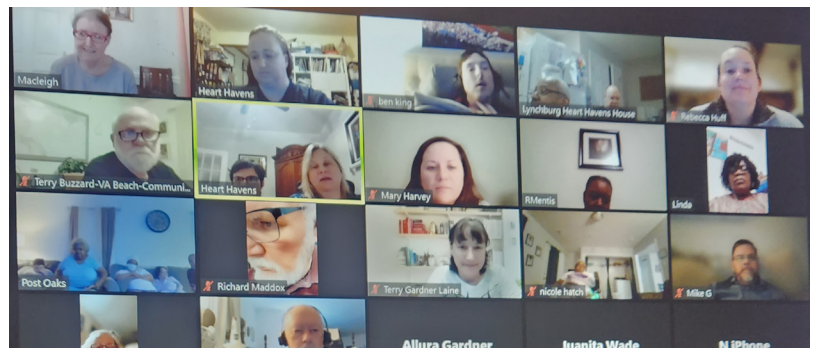 Macleigh
Heart Havens
ben king
Lynchburg Heart Havens House
Rebecca Huff
Terry Buzzard-VA Beach-Communi...
Heart Havens
Mary Harvey
RMentis
Linda
Post Oaks
Richard Maddox
Terry Gardner Laine
nicole hatch
Mike G
Allura Gardner
Juanita Wade
N iPhone